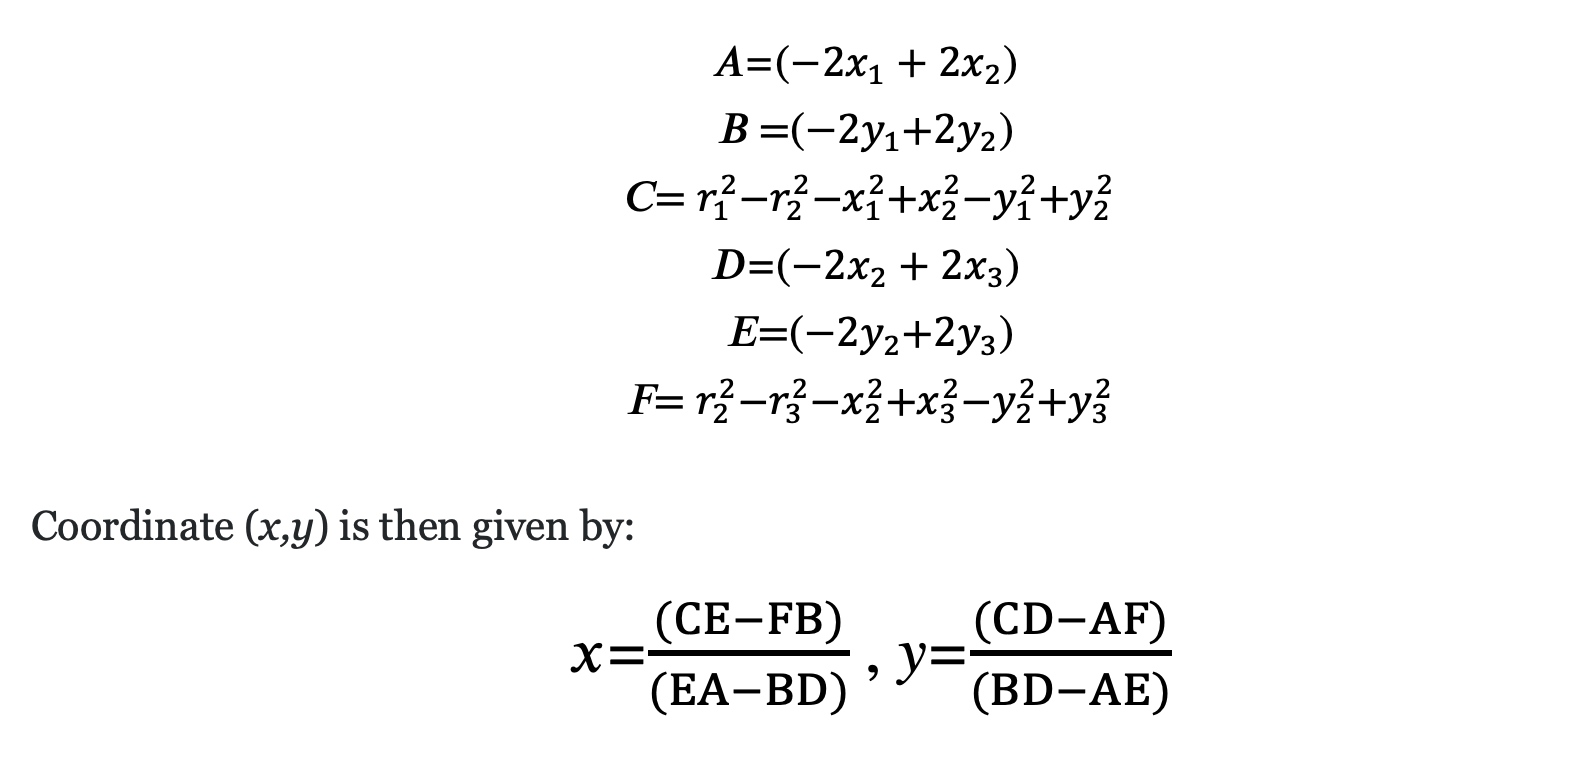 A=(−2x₁ + 2x₂)
B =(−2y₁+2y₂)
C= r₁²−r₂²−x₁²+x₂²−y₁²+y₂²
D=(−2x₂ + 2x₃)
E=(−2y₂+2y₃)
F= r₂²−r₃²−x₂²+x₃²−y₂²+y₃²
Coordinate (x,y) is then given by:
x=(CE−FB)/(EA−BD) , y=(CD−AF)/(BD−AE)